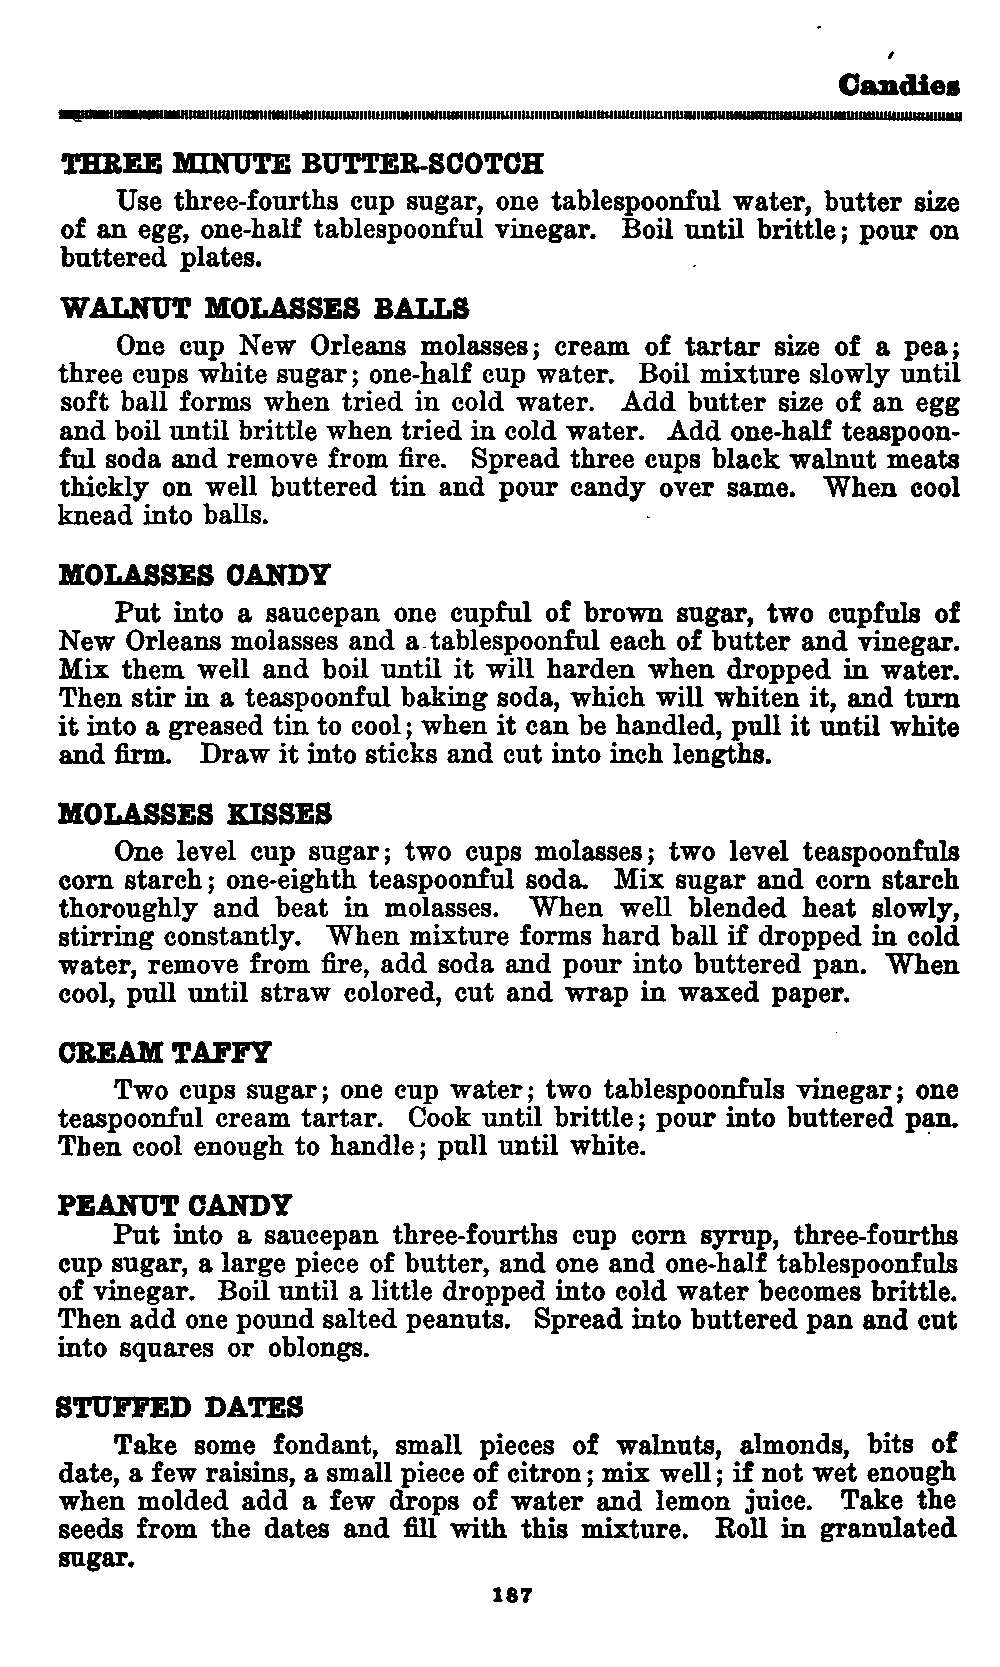 Candies
THREE MINUTE BUTTER-SCOTCH
Use three-fourths cup sugar, one tablespoonful water, butter size
of an egg, one-half tablespoonful vinegar. Boil until brittle; pour on
buttered plates.
WALNUT MOLASSES BALLS
One cup New Orleans molasses; cream of tartar size of a pea;
three cups white sugar; one-half cup water. Boil mixture slowly until
soft ball forms when tried in cold water. Add butter size of an egg
and boil until brittle when tried in cold water. Add one-half teaspoon-
ful soda and remove from fire. Spread three cups black walnut meats
thickly on well buttered tin and pour candy over same. When cool
knead into balls.
MOLASSES CANDY
Put into a saucepan one cupful of brown sugar, two cupfuls of
New Orleans molasses and a tablespoonful each of butter and vinegar.
Mix them well and boil until it will harden when dropped in water.
Then stir in a teaspoonful baking soda, which will whiten it, and turn
it into a greased tin to cool; when it can be handled, pull it until white
and firm. Draw it into sticks and cut into inch lengths.
MOLASSES KISSES
One level cup sugar; two cups molasses; two level teaspoonfuls
corn starch; one-eighth teaspoonful soda. Mix sugar and corn starch
thoroughly and beat in molasses. When well blended heat slowly,
stirring constantly. When mixture forms hard ball if dropped in cold
water, remove from fire, add soda and pour into buttered pan. When
cool, pull until straw colored, cut and wrap in waxed paper.
CREAM TAFFY
Two cups sugar; one cup water; two tablespoonfuls vinegar; one
teaspoonful cream tartar. Cook until brittle; pour into buttered pan.
Then cool enough to handle; pull until white.
PEANUT CANDY
Put into a saucepan three-fourths cup corn syrup, three-fourths
cup sugar, a large piece of butter, and one and one-half tablespoonfuls
of vinegar. Boil until a little dropped into cold water becomes brittle.
Then add one pound salted peanuts. Spread into buttered pan and cut
into squares or oblongs.
STUFFED DATES
Take some fondant, small pieces of walnuts, almonds, bits of
date, a few raisins, a small piece of citron; mix well; if not wet enough
when molded add a few drops of water and lemon juice. Take the
seeds from the dates and fill with this mixture. Roll in granulated
sugar.
187